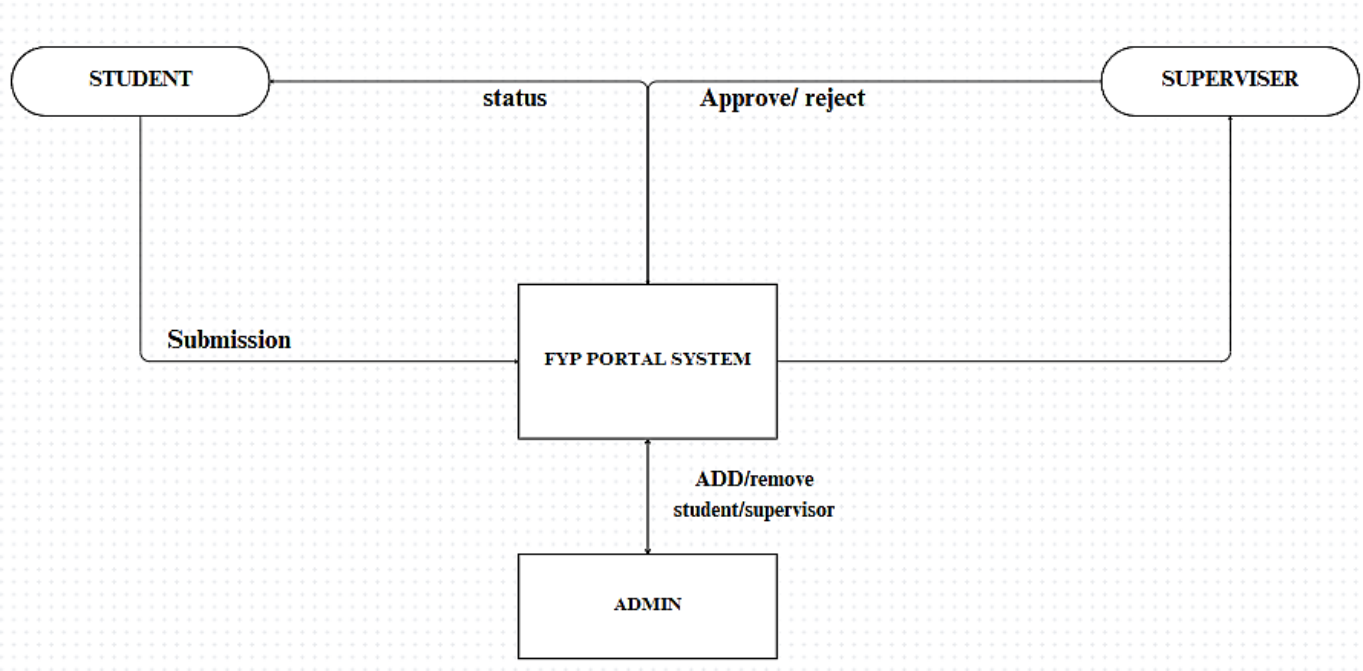 STUDENT
SUPERVISER
status
Approve/ reject
Submission
FYP PORTAL SYSTEM
ADD/remove
student/supervisor
ADMIN